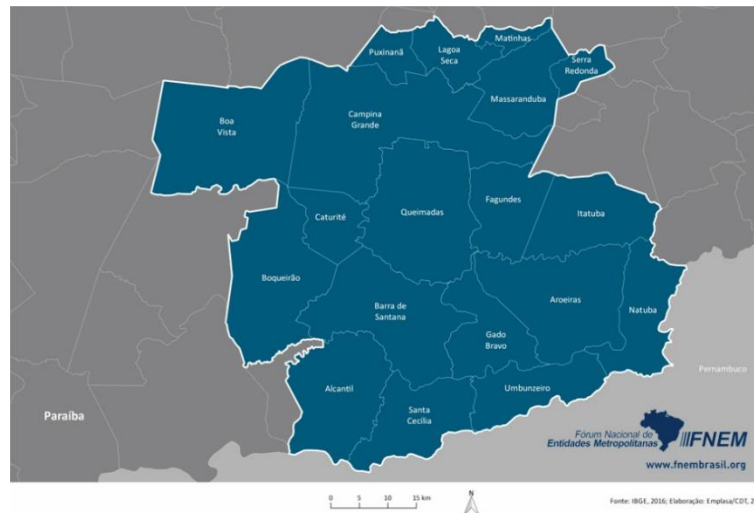 Matinhas
Puxinanã
Lagoa
Seca
Serra
Redonda
Massaranduba
Boa
Vista
Campina
Grande
Fagundes
Caturité
Queimadas
Itatuba
Boqueirão
Barra de
Santana
Aroeiras
Natuba
Gado
Bravo
Alcantil
Umbunzeiro
Santa
Cecília
Pernambuco
Paraíba
Fórum Nacional de
Entidades Metropolitanas
FNEM
www.fnembrasil.org
N
0 5 10 15 km
Fonte: IBGE, 2016; Elaboração: Emplasa/CDT, 2